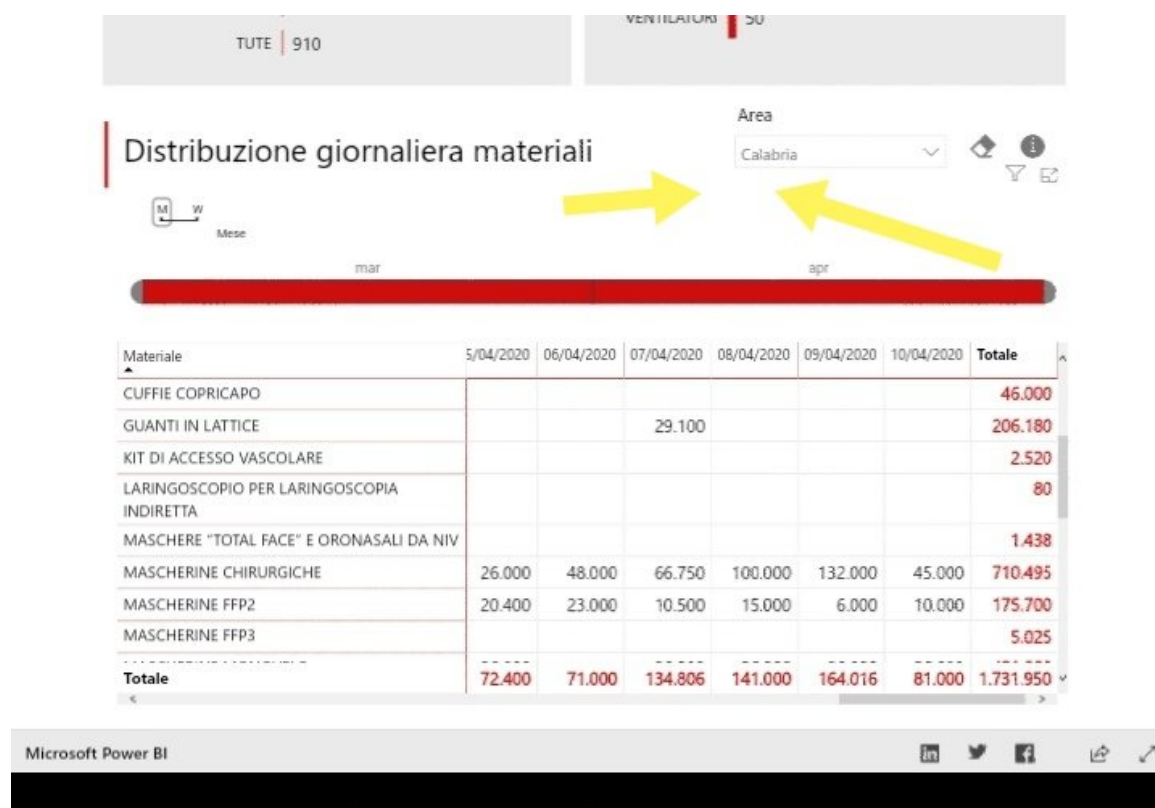 VENTILATORI 50
TUTE 910
Area
Distribuzione giornaliera materiali
Calabria
M W
Mese
mar apr
Materiale 5/04/2020 06/04/2020 07/04/2020 08/04/2020 09/04/2020 10/04/2020 Totale
CUFFIE COPRICAPO 46.000
GUANTI IN LATTICE 29.100 206.180
KIT DI ACCESSO VASCOLARE 2.520
LARINGOSCOPIO PER LARINGOSCOPIA 80
INDIRETTA
MASCHERE "TOTAL FACE" E ORONASALI DA NIV 1.438
MASCHERINE CHIRURGICHE 26.000 48.000 66.750 100.000 132.000 45.000 710.495
MASCHERINE FFP2 20.400 23.000 10.500 15.000 6.000 10.000 175.700
MASCHERINE FFP3 5.025
Totale 72.400 71.000 134.806 141.000 164.016 81.000 1.731.950
Microsoft Power BI